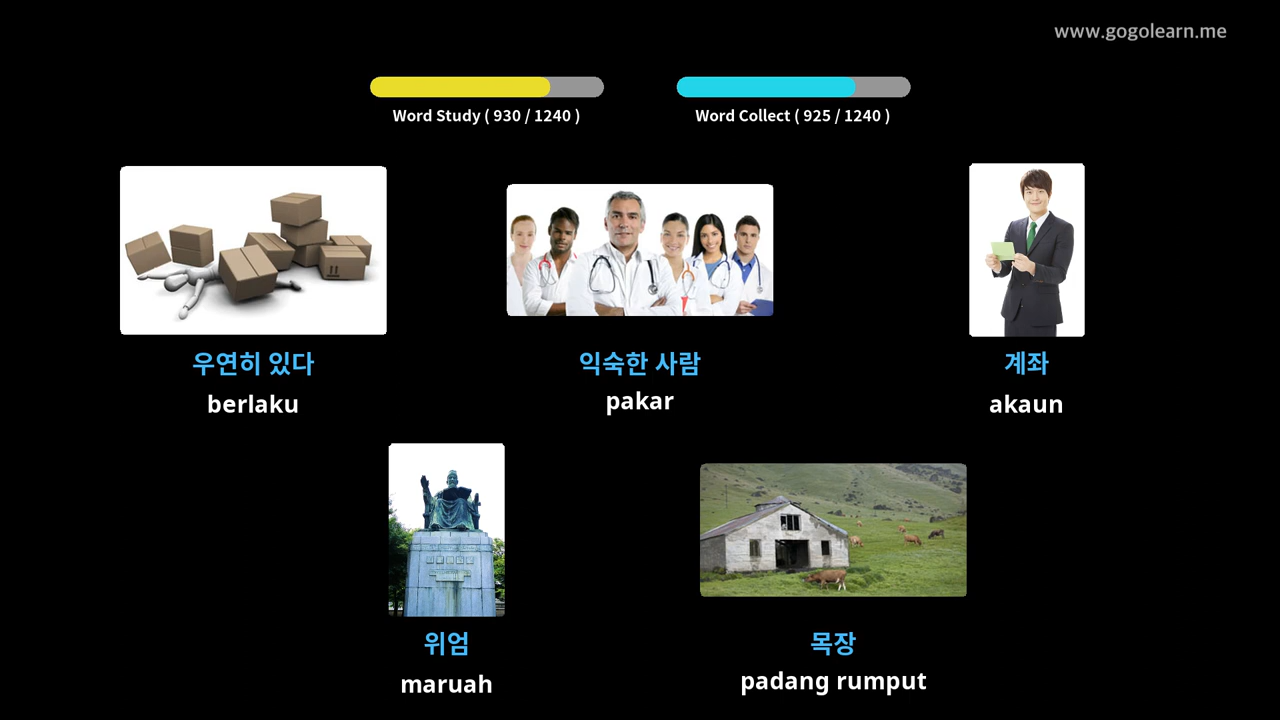 www.gogolearn.me
Word Study ( 930 / 1240 )
Word Collect ( 925 / 1240 )
우연히 있다
berlaku
익숙한 사람
pakar
계좌
akaun
위엄
maruah
목장
padang rumput